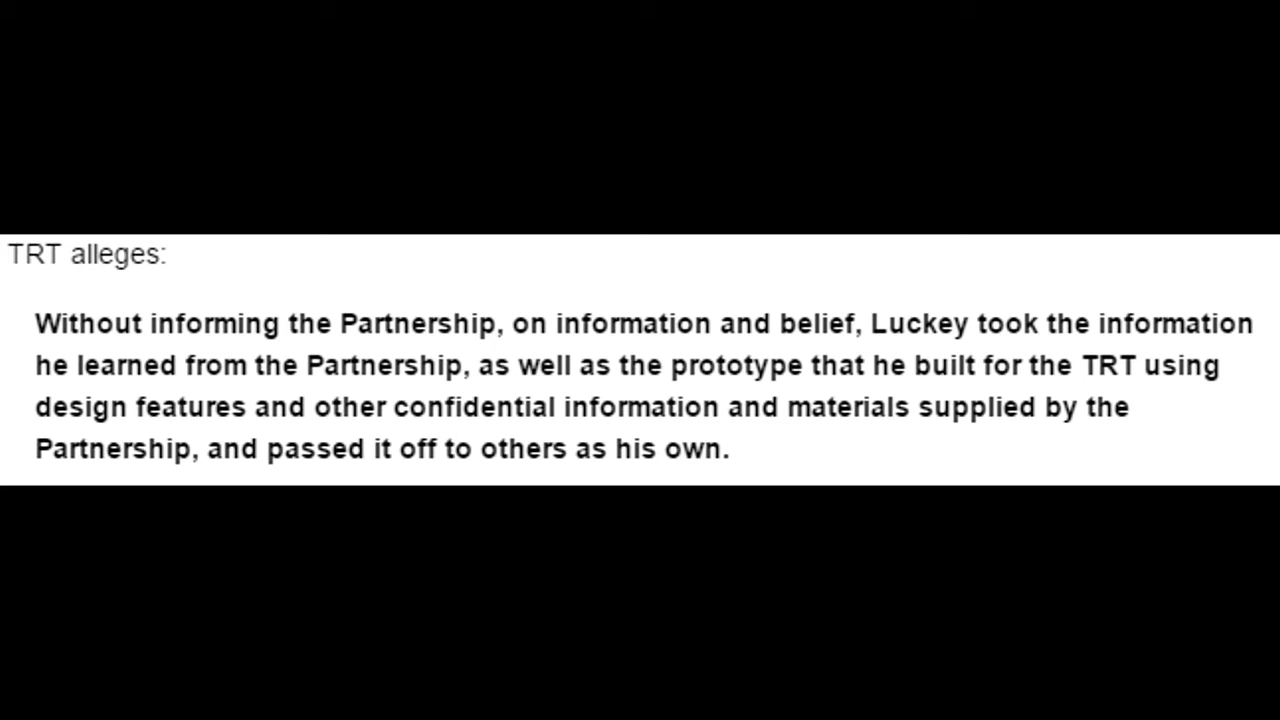 TRT alleges:
Without informing the Partnership, on information and belief, Luckey took the information
he learned from the Partnership, as well as the prototype that he built for the TRT using
design features and other confidential information and materials supplied by the
Partnership, and passed it off to others as his own.